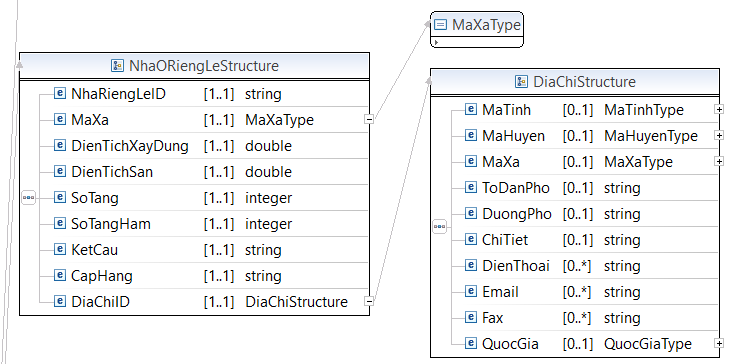 MaXaType
NhaORiengLeStructure
NhaRiengLeID [1..1] string
MaXa [1..1] MaXaType
DienTichXayDung [1..1] double
DienTichSan [1..1] double
SoTang [1..1] integer
SoTangHam [1..1] integer
KetCau [1..1] string
CapHang [1..1] string
DiaChiID [1..1] DiaChiStructure
DiaChiStructure
MaTinh [0..1] MaTinhType
MaHuyen [0..1] MaHuyenType
MaXa [0..1] MaXaType
ToDanPho [0..1] string
DuongPho [0..1] string
ChiTiet [0..1] string
DienThoai [0..*] string
Email [0..*] string
Fax [0..*] string
QuocGia [0..1] QuocGiaType